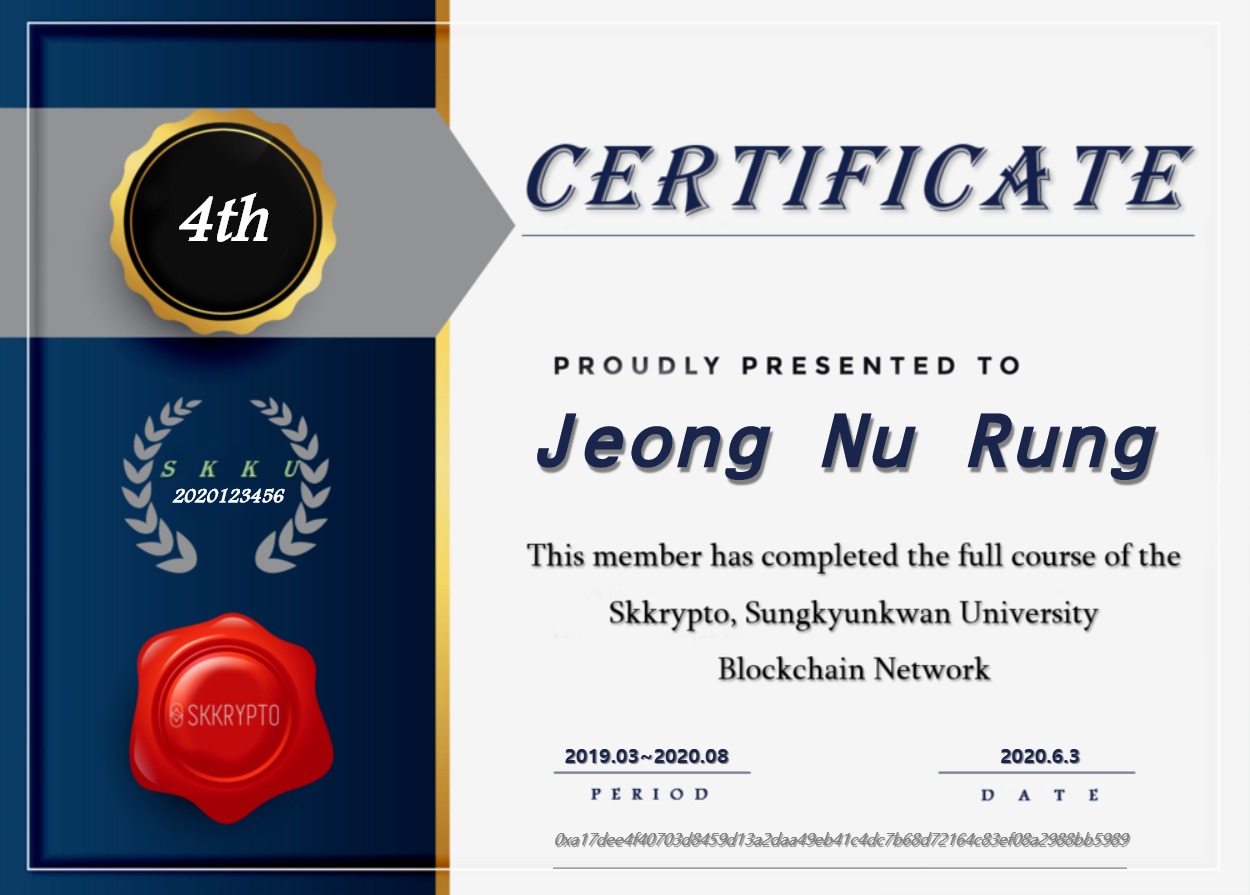 CERTIFICATE
4th
PROUDLY PRESENTED TO
Jeong Nu Rung
S K K U
2020123456
This member has completed the full course of the
Skkrypto, Sungkyunkwan University
Blockchain Network
SKKRYPTO
2019.03~2020.08
PERIOD
2020.6.3
DATE
0xa17dee4f40703d8459d13a2daa49eb41c4dc7b68d72164c83ef08a2988bb5989